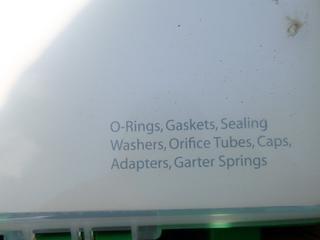 O-Rings, Gaskets, Sealing
Washers, Orifice Tubes, Caps,
Adapters, Garter Springs